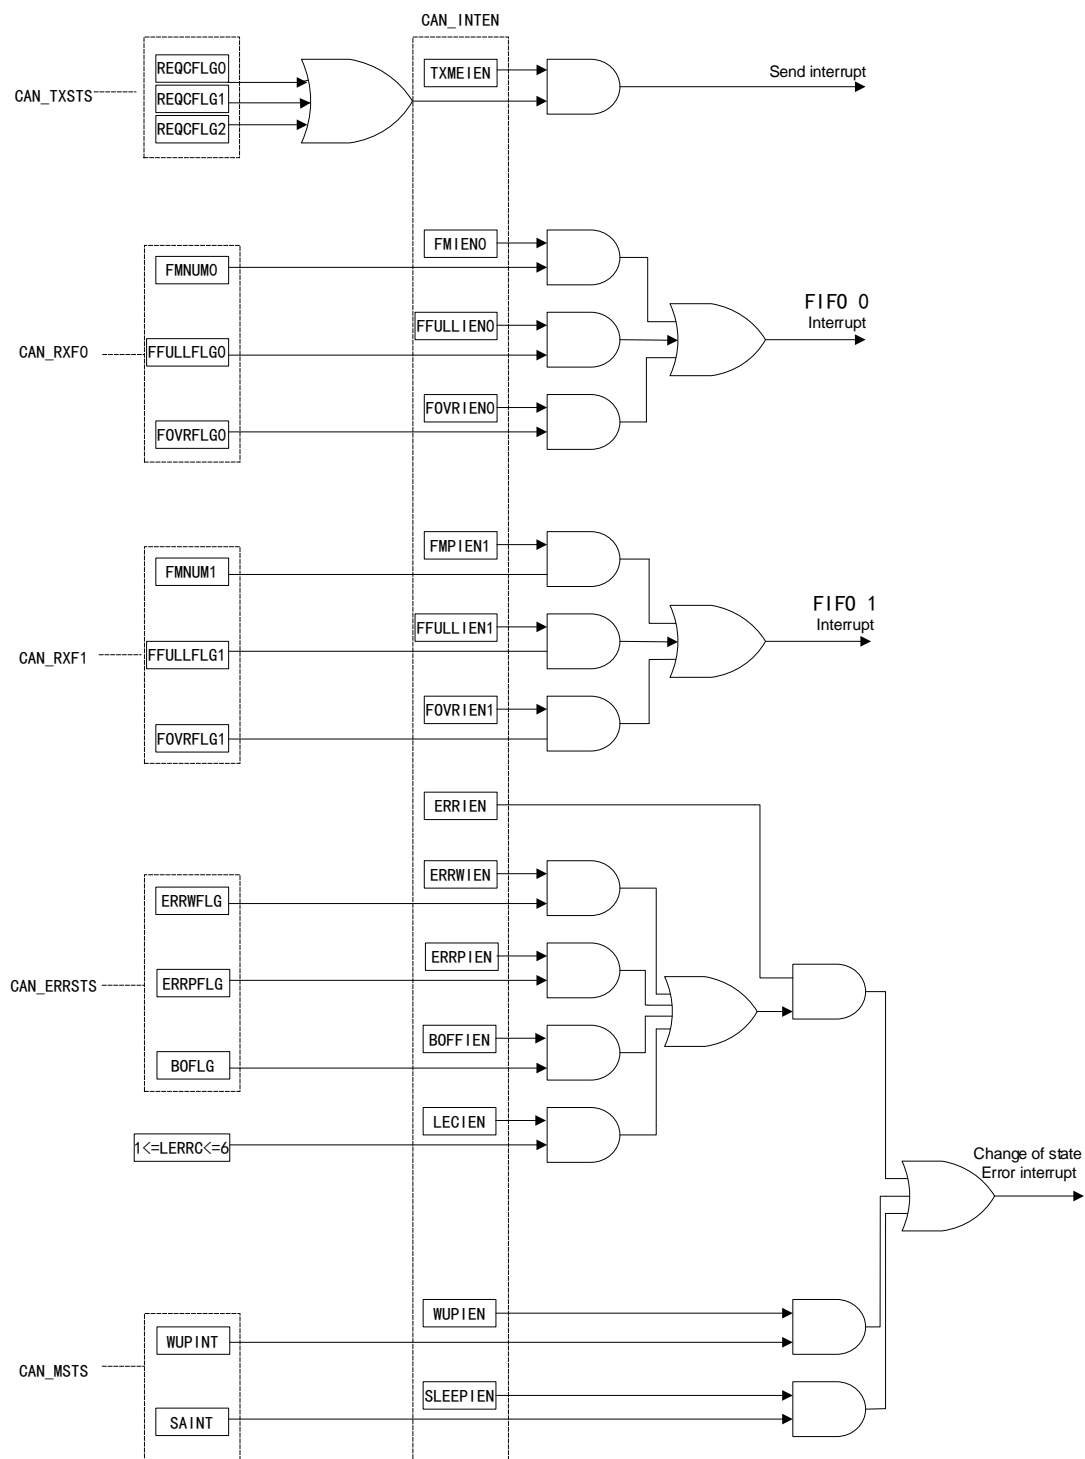 CAN_INTEN
REQCFLG0
TXMEIEN
Send interrupt
CAN_TXSTS
REQCFLG1
REQCFLG2
FMIEN0
FMNUM0
FIFO 0
Interrupt
FFULLIEN0
CAN_RXF0
FFULLFLG0
FOVRIEN0
FOVRFLG0
FMPIEN1
FMNUM1
FIFO 1
Interrupt
FFULLIEN1
CAN_RXF1
FFULLFLG1
FOVRIEN1
FOVRFLG1
ERRIEN
ERRWIEN
ERRWFLG
ERRPIEN
CAN_ERRSTS
ERRPFLG
BOFFIEN
BOFLG
LECIEN
1<=LERRC<=6
Change of state
Error interrupt
WUPIEN
WUPINT
CAN_MSTS
SLEEPIEN
SAINT